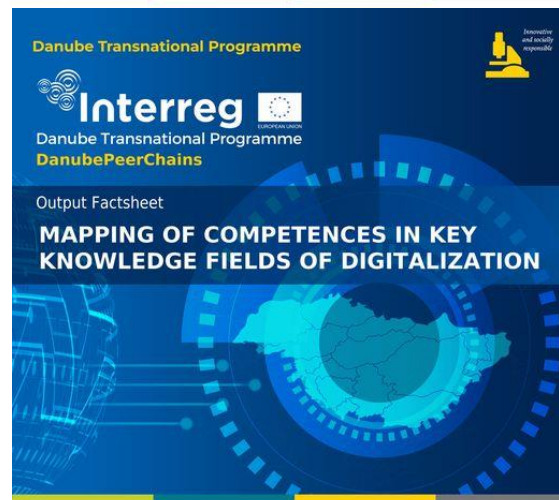 Danube Transnational Programme
Innovative
and socially
responsible
Interreg
EUROPEAN UNION
Danube Transnational Programme
DanubePeerChains
Output Factsheet
MAPPING OF COMPETENCES IN KEY
KNOWLEDGE FIELDS OF DIGITALIZATION